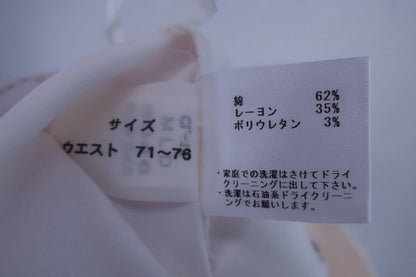 サイズ
ウエスト 71〜76
綿 62%
レーヨン 35%
ポリウレタン 3%
・家庭での洗濯はさけてドライ
クリーニングに出して下さい。
・洗濯は石油系ドライクリーニ
ングでお願いします。